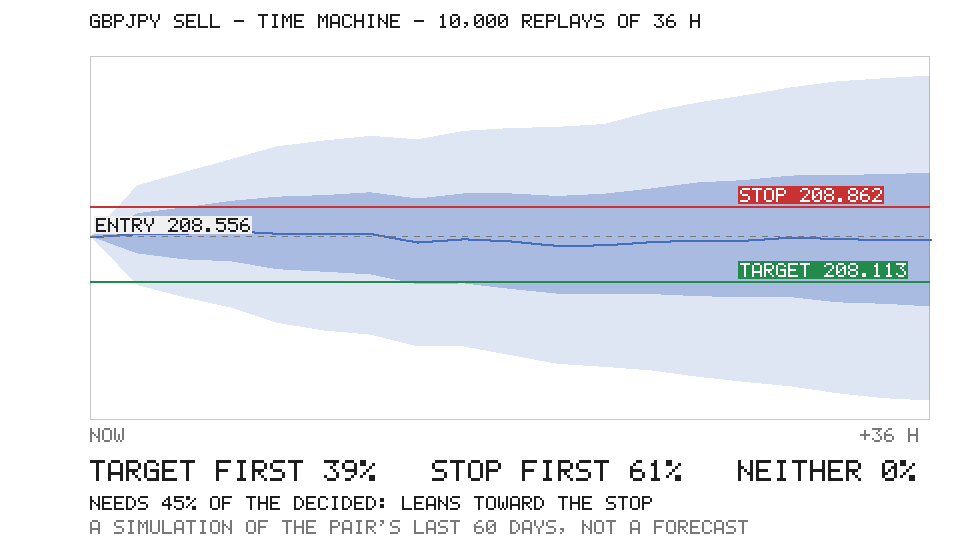 GBPJPY SELL - TIME MACHINE - 10,000 REPLAYS OF 36 H
STOP 208.862
ENTRY 208.556
TARGET 208.113
NOW +36 H
TARGET FIRST 39% STOP FIRST 61% NEITHER 0%
NEEDS 45% OF THE DECIDED: LEANS TOWARD THE STOP
A SIMULATION OF THE PAIR'S LAST 60 DAYS, NOT A FORECAST